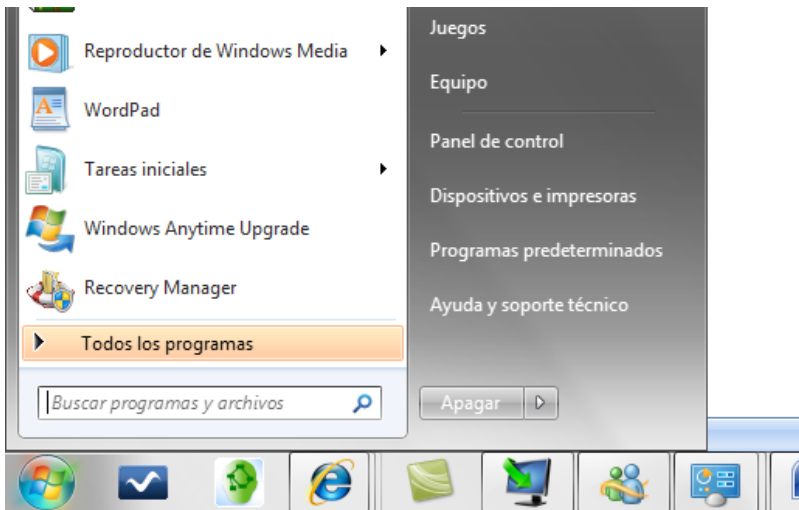 Reproductor de Windows Media
WordPad
Tareas iniciales
Windows Anytime Upgrade
Recovery Manager
Todos los programas
Buscar programas y archivos
Juegos
Equipo
Panel de control
Dispositivos e impresoras
Programas predeterminados
Ayuda y soporte técnico
Apagar